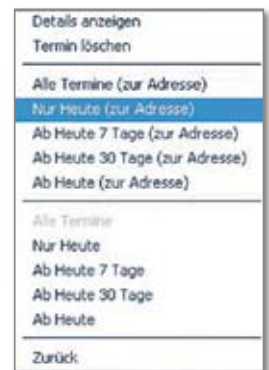 Details anzeigen
Termin löschen
Alle Termine (zur Adresse)
Nur Heute (zur Adresse)
Ab Heute 7 Tage (zur Adresse)
Ab Heute 30 Tage (zur Adresse)
Ab Heute (zur Adresse)
Alle Termine
Nur Heute
Ab Heute 7 Tage
Ab Heute 30 Tage
Ab Heute
Zurück